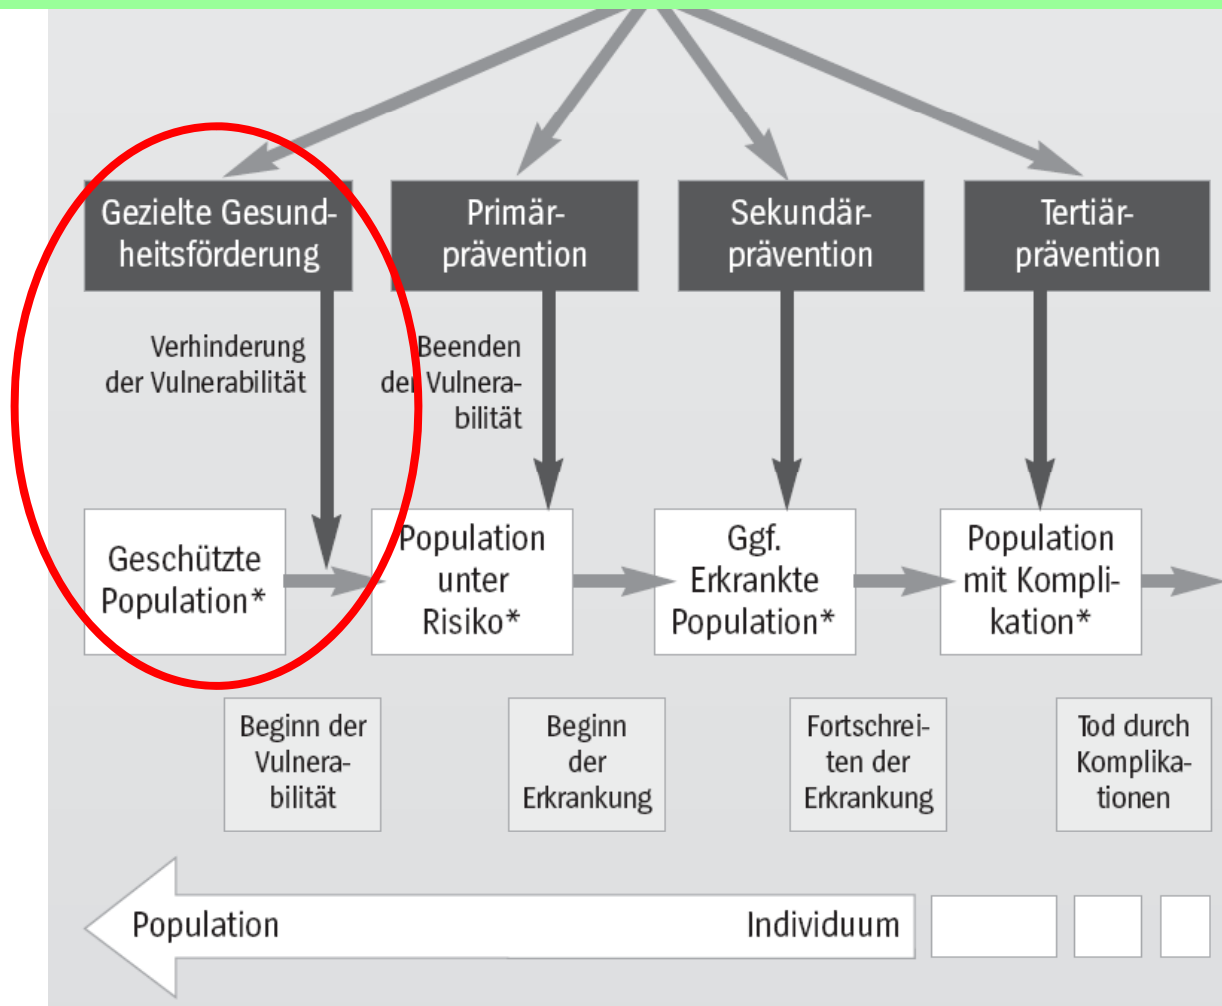 Gezielte Gesund-
heitsförderung
Primär-
prävention
Sekundär-
prävention
Tertiär-
prävention
Verhinderung
der Vulnerabilität
Beenden
der Vulnera-
bilität
Geschützte
Population*
Population
unter
Risiko*
Ggf.
Erkrankte
Population*
Population
mit Kompli-
kation*
Beginn der
Vulnera-
bilität
Beginn
der
Erkrankung
Fortschrei-
ten der
Erkrankung
Tod durch
Komplika-
tionen
Population
Individuum